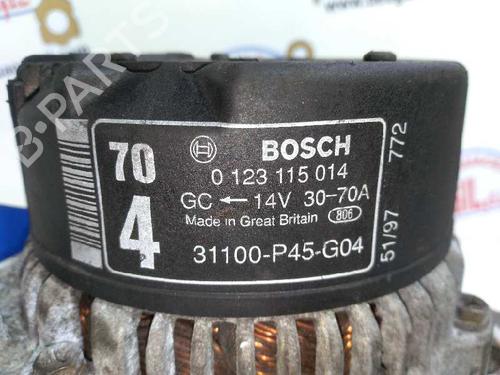 70
4
BOSCH
0 123 115 014
GC ← 14V 30-70A
Made in Great Britain 806
31100-P45-G04
51/97 772
B-PARTS